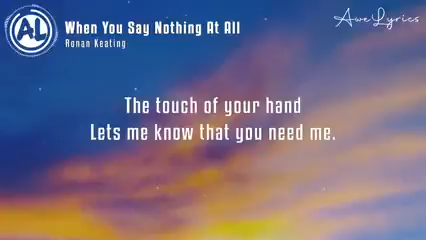 AL
When You Say Nothing At All
Ronan Keating
AweLyrics
The touch of your hand
Lets me know that you need me.